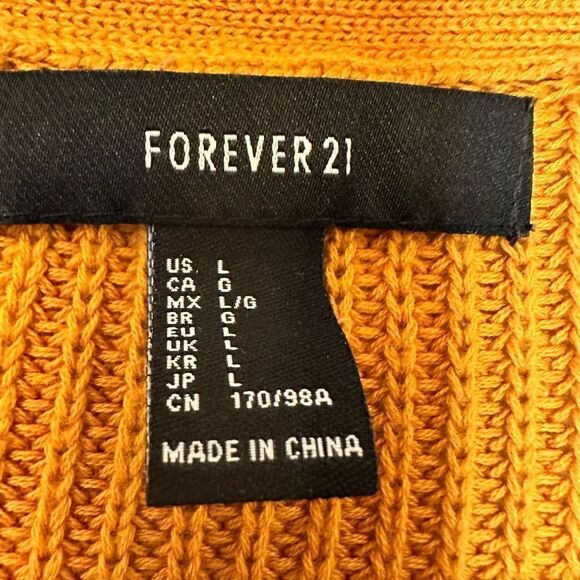 FOREVER 21
US. L
CA G
MX L/G
BR G
EU L
UK L
KR L
JP L
CN 170/98A
MADE IN CHINA